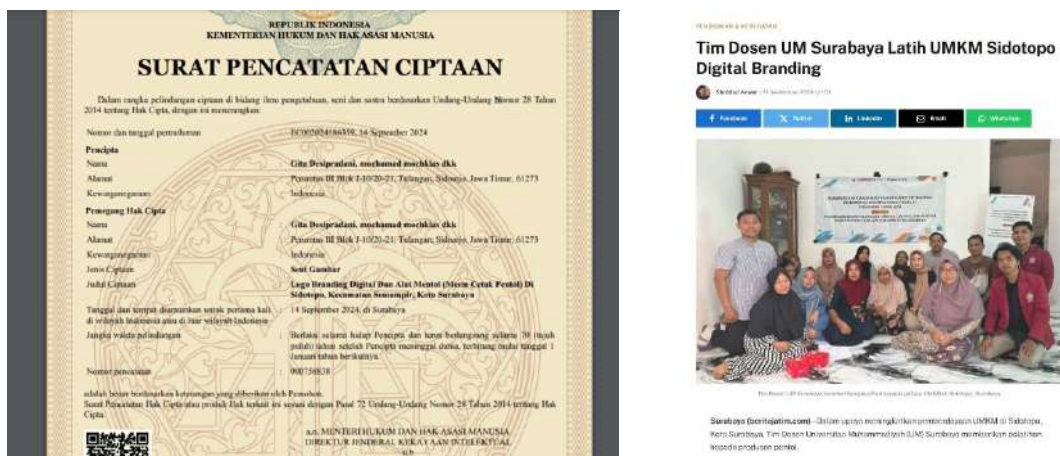 REPUBLIK INDONESIA
KEMENTERIAN HUKUM DAN HAK ASASI MANUSIA
SURAT PENCATATAN CIPTAAN
Dalam rangka pelindungan ciptaan di bidang ilmu pengetahuan, seni dan sastra berdasarkan Undang-Undang Nomor 28 Tahun
2014 tentang Hak Cipta, dengan ini menerangkan:
Nomor dan tanggal permohonan : 14 September 2024
Pencipta
Nama : Gita Desipradani, mochamad mochklas dkk
Alamat : III Blok J-10/20-21, Tulangan, Sidoarjo, Jawa Timur, 61273
Kewarganegaraan : Indonesia
Pemegang Hak Cipta
Nama : Gita Desipradani, mochamad mochklas dkk
Alamat : III Blok J-10/20-21, Tulangan, Sidoarjo, Jawa Timur, 61273
Kewarganegaraan : Indonesia
Jenis Ciptaan : Seni Gambar
Judul Ciptaan : Logo Branding Digital Dan Alat Mentol (Mesin Cetak Pentol) Di
Sidotopo, Kecamatan Semampir, Kota Surabaya
Tanggal dan tempat diumumkan untuk pertama kali : 14 September 2024, di Surabaya
di wilayah Indonesia atau di luar wilayah Indonesia
Jangka waktu pelindungan : Berlaku selama hidup Pencipta dan terus berlangsung selama 70 (tujuh
puluh) tahun setelah Pencipta meninggal dunia, terhitung mulai tanggal 1
Januari tahun berikutnya.
Nomor pencatatan : 000756838
adalah benar berdasarkan keterangan yang diberikan oleh Pemohon.
Surat Pencatatan Hak Cipta atau produk Hak terkait ini sesuai dengan Pasal 72 Undang-Undang Nomor 28 Tahun 2014 tentang Hak
Cipta.
a.n. MENTERI HUKUM DAN HAK ASASI MANUSIA
DIREKTUR JENDERAL KEKAYAAN INTELEKTUAL
u.b
PENDIDIKAN & KESEHATAN
Tim Dosen UM Surabaya Latih UMKM Sidotopo
Digital Branding
Facebook
Twitter
LinkedIn
Email
WhatsApp
Surabaya (beritajatim.com) – Dalam upaya meningkatkan pemberdayaan UMKM di Sidotopo,
Kota Surabaya, Tim Dosen Universitas Muhammadiyah (UM) Surabaya memberikan pelatihan
kepada produsen pentol.